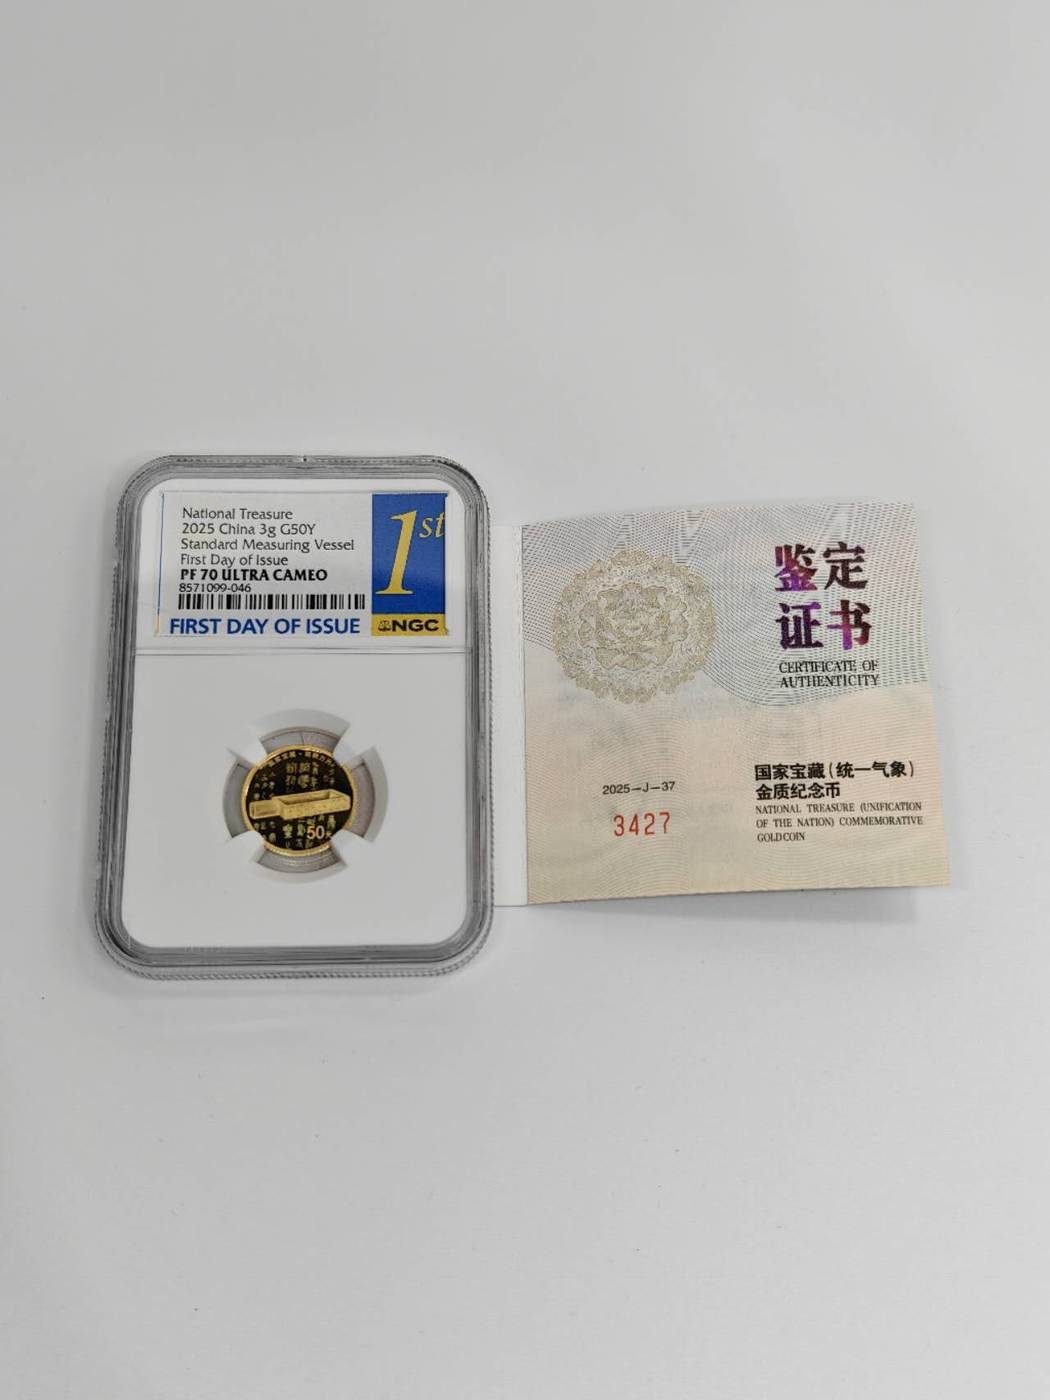 National Treasure
2025 China 3g G50Y
Standard Measuring Vessel
First Day of Issue
PF 70 ULTRA CAMEO
8571099-046
FIRST DAY OF ISSUE
1st
NGC
50
鉴定
证书
CERTIFICATE OF
AUTHENTICITY
2025-J-37
3427
国家宝藏(统一气象)
金质纪念币
NATIONAL TREASURE (UNIFICATION
OF THE NATION) COMMEMORATIVE
GOLD COIN